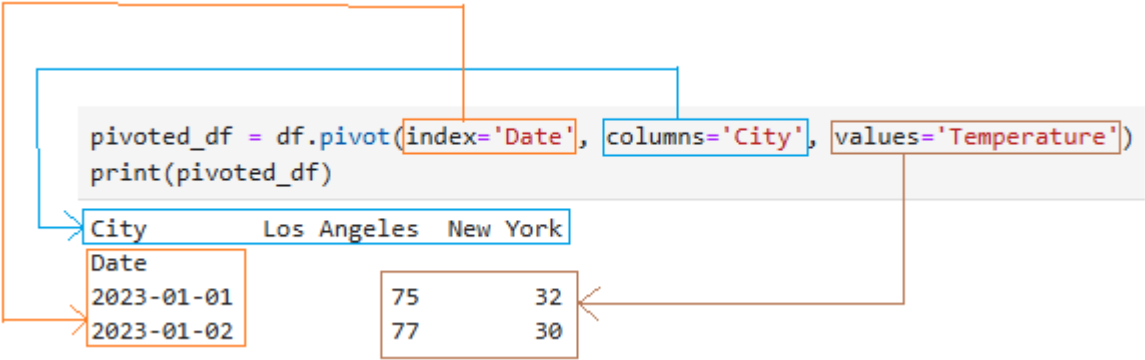 pivoted_df = df.pivot(index='Date', columns='City', values='Temperature')
print(pivoted_df)
City Los Angeles New York
Date
2023-01-01 75 32
2023-01-02 77 30